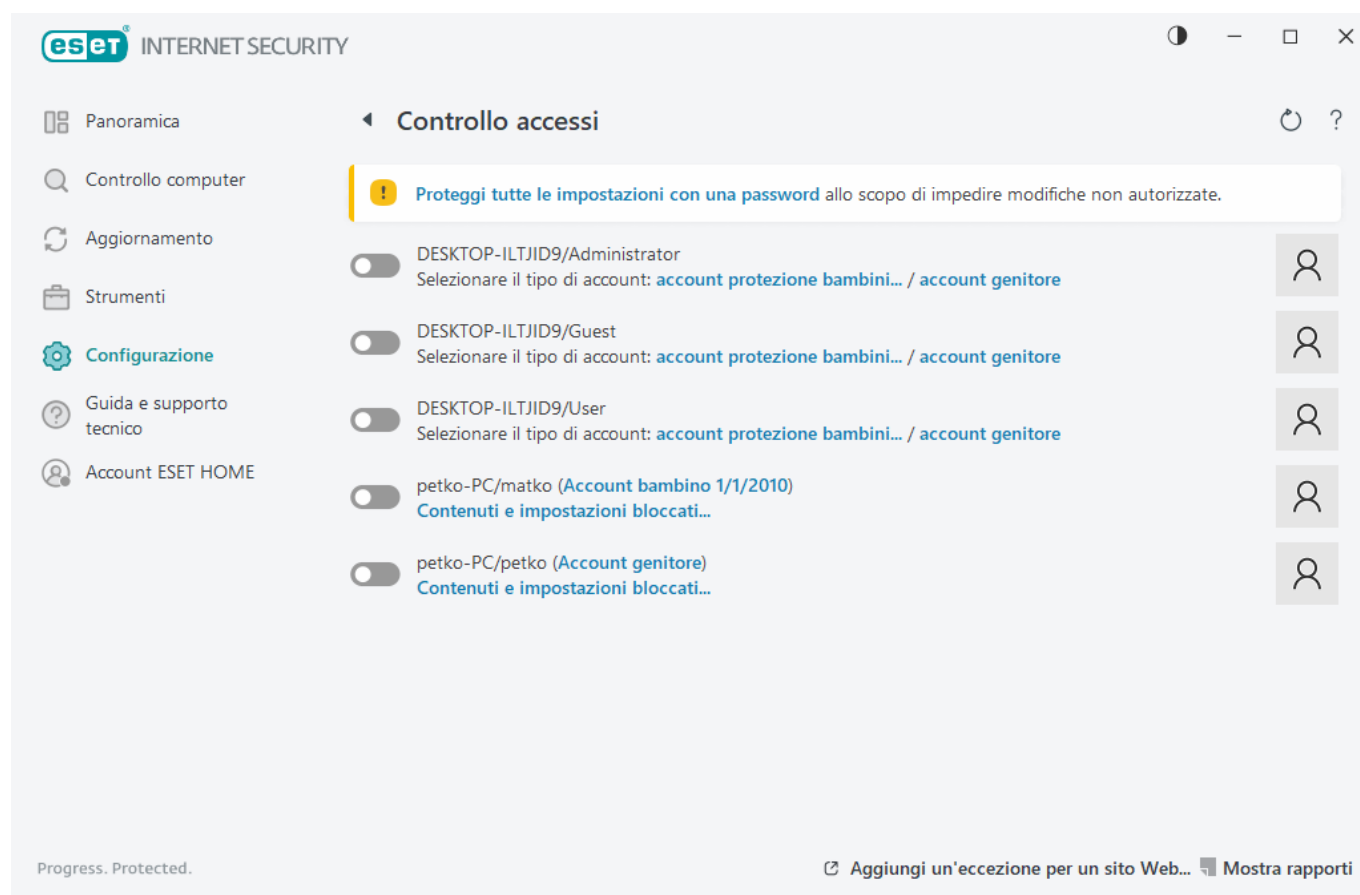 eset® INTERNET SECURITY
Panoramica
Controllo computer
Aggiornamento
Strumenti
Configurazione
Guida e supporto
tecnico
Account ESET HOME
Controllo accessi
?
! Proteggi tutte le impostazioni con una password allo scopo di impedire modifiche non autorizzate.
DESKTOP-ILTJID9/Administrator
Selezionare il tipo di account: account protezione bambini... / account genitore
DESKTOP-ILTJID9/Guest
Selezionare il tipo di account: account protezione bambini... / account genitore
DESKTOP-ILTJID9/User
Selezionare il tipo di account: account protezione bambini... / account genitore
petko-PC/matko (Account bambino 1/1/2010)
Contenuti e impostazioni bloccati...
petko-PC/petko (Account genitore)
Contenuti e impostazioni bloccati...
Progress. Protected.
Aggiungi un'eccezione per un sito Web... Mostra rapporti